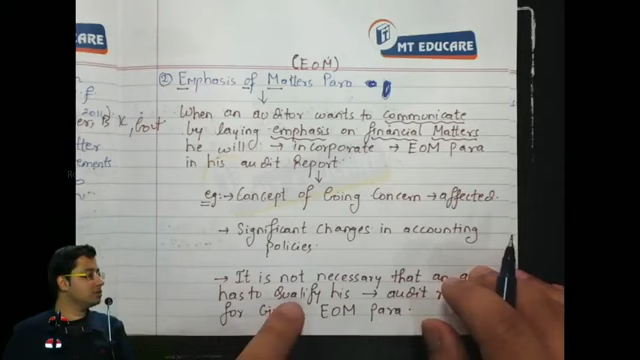 MT EDUCARE
(EOM)
② Emphasis of Matters Para
When an auditor wants to communicate
by laying emphasis on financial Matters
he will → incorporate → EOM Para
in his audit Report.
eg:→ Concept of Going Concern → affected.
→ Significant changes in accounting
policies.
→ It is not necessary that an
has to Qualify his → audit
for EOM Para.